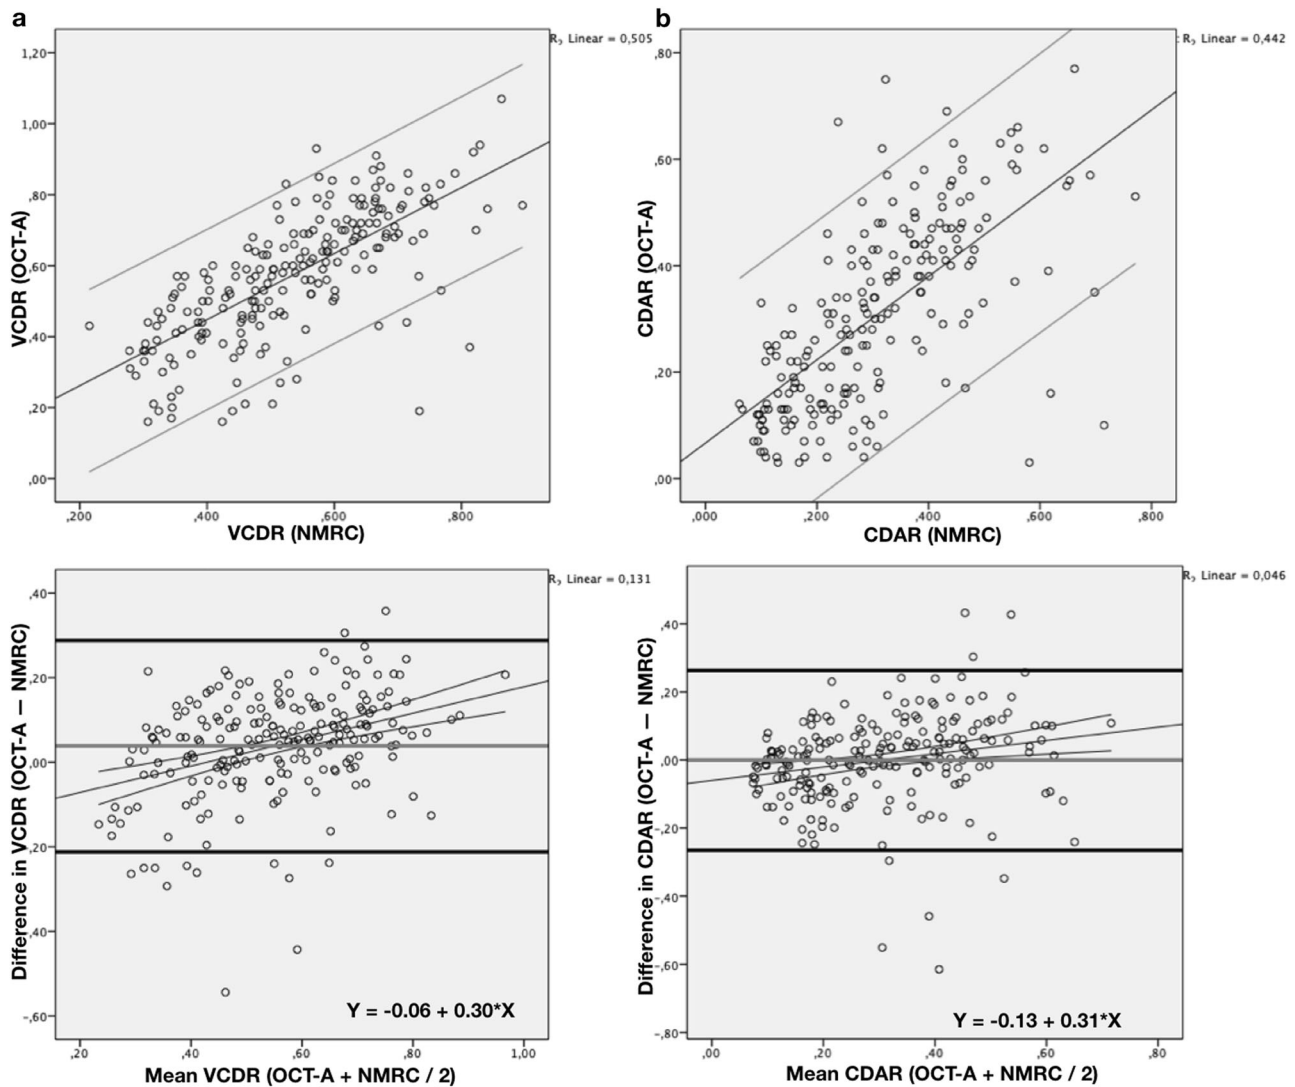 a
R₂ Linear = 0,505
1,20
1,00
,80
,60
,40
,20
,00
VCDR (OCT-A)
,200 ,400 ,600 ,800
VCDR (NMRC)
b
: R₂ Linear = 0,442
,80
,60
,40
,20
,00
CDAR (OCT-A)
,000 ,200 ,400 ,600 ,800
CDAR (NMRC)
R₂ Linear = 0,131
,40
,20
,00
-,20
-,40
-,60
Difference in VCDR (OCT-A — NMRC)
Y = -0.06 + 0.30*X
,20 ,40 ,60 ,80 1,00
Mean VCDR (OCT-A + NMRC / 2)
R₂ Linear = 0,046
,40
,20
,00
-,20
-,40
-,60
-,80
Difference in CDAR (OCT-A — NMRC)
Y = -0.13 + 0.31*X
,00 ,20 ,40 ,60 ,80
Mean CDAR (OCT-A + NMRC / 2)